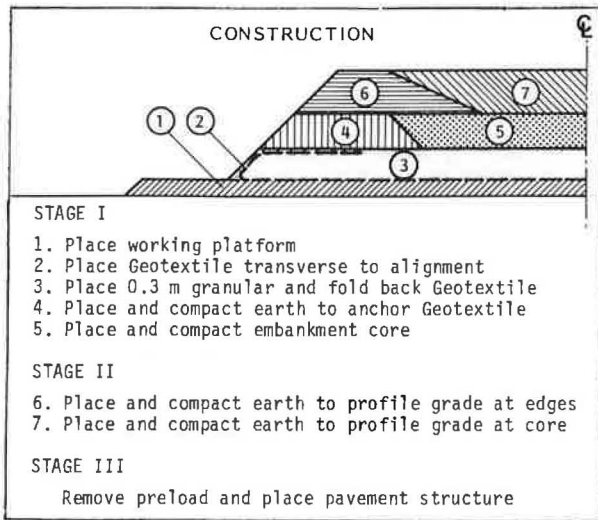 CONSTRUCTION
℄
6
7
1
2
4
5
3
STAGE I
1. Place working platform
2. Place Geotextile transverse to alignment
3. Place 0.3 m granular and fold back Geotextile
4. Place and compact earth to anchor Geotextile
5. Place and compact embankment core
STAGE II
6. Place and compact earth to profile grade at edges
7. Place and compact earth to profile grade at core
STAGE III
Remove preload and place pavement structure